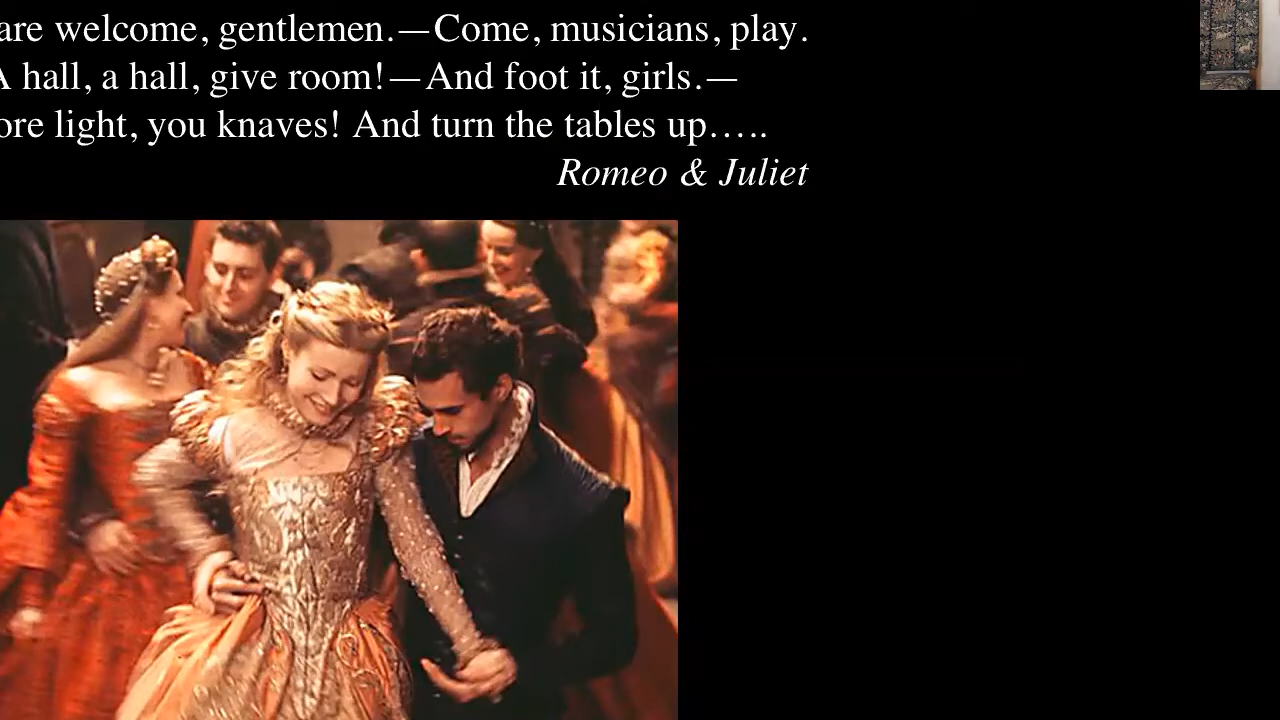 are welcome, gentlemen.—Come, musicians, play.
A hall, a hall, give room!—And foot it, girls.—
ore light, you knaves! And turn the tables up…..
Romeo & Juliet